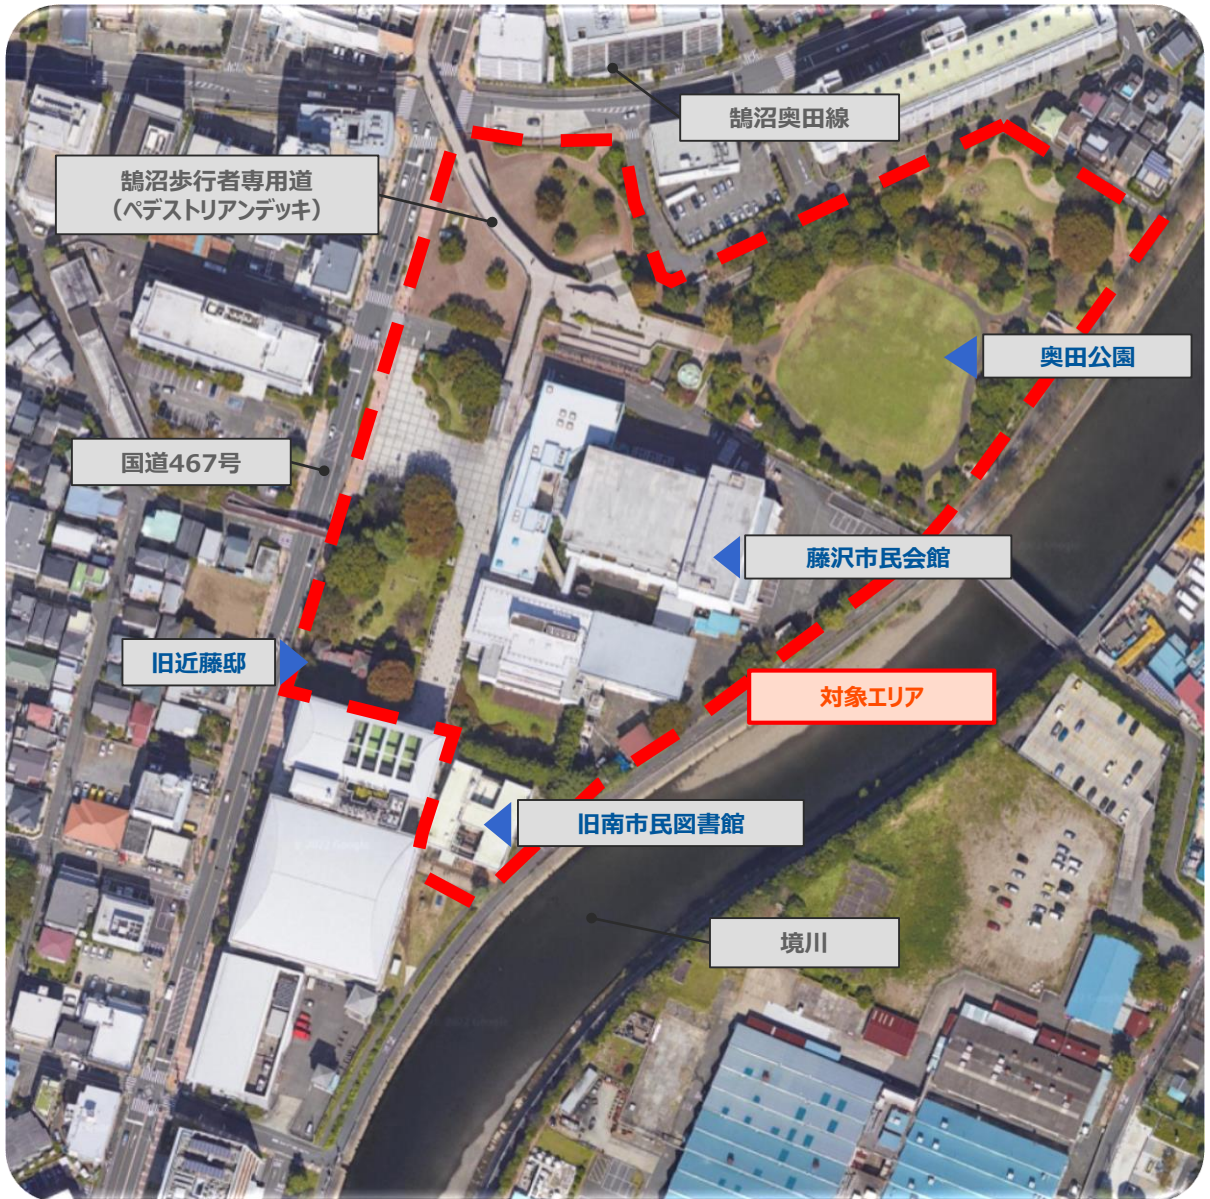 鵠沼奥田線
鵠沼歩行者専用道
（ペデストリアンデッキ）
奥田公園
国道467号
藤沢市民会館
旧近藤邸
対象エリア
旧南市民図書館
境川